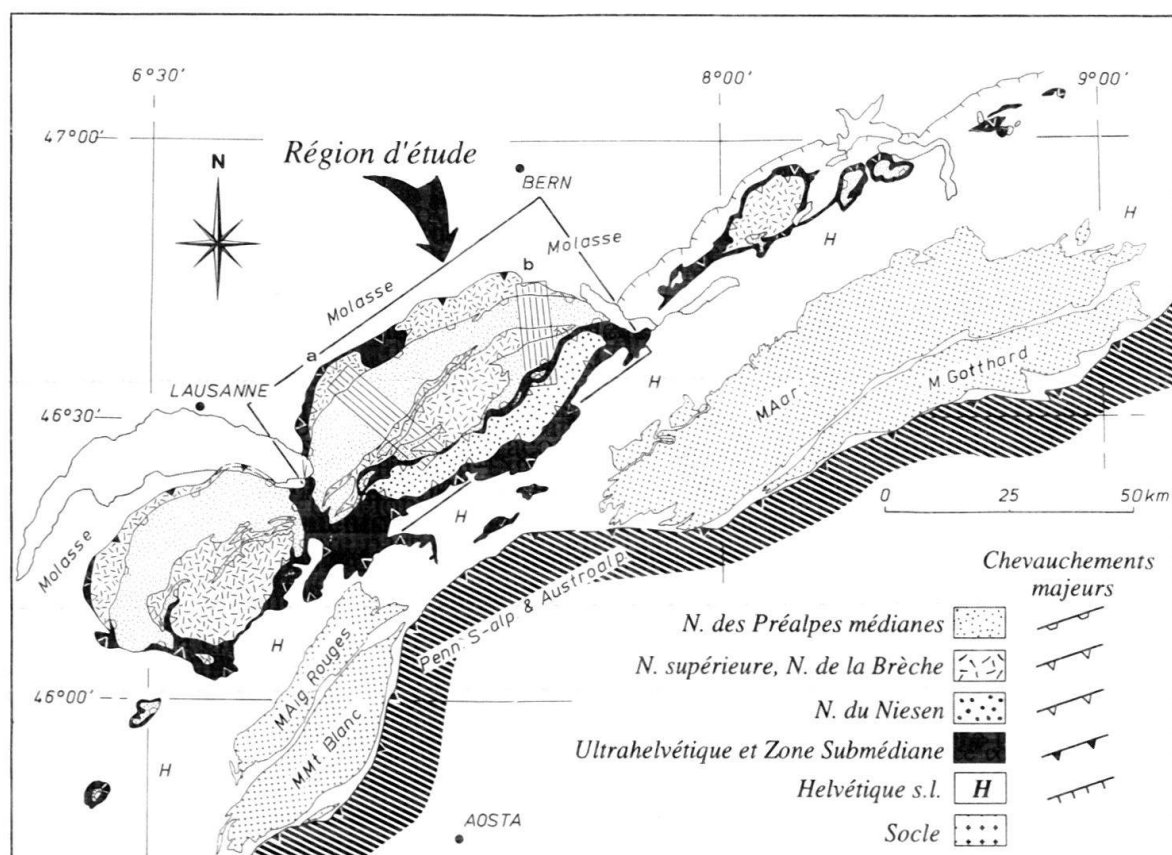 6°30'
8°00'
9°00'
47°00'
Région d'étude
N
BERN
H
Molasse
b
H
Molasse
a
LAUSANNE
H
M Gotthard
46°30'
MAar
0 25 50 km
H
Molasse
Penn. S-alp & Austroalp
Chevauchements
majeurs
N. des Préalpes médianes
H
N. supérieure, N. de la Brèche
46°00'
MAig Rouges
N. du Niesen
MMt Blanc
Ultrahelvétique et Zone Submédiane
H
Helvétique s.l. H
AOSTA
Socle